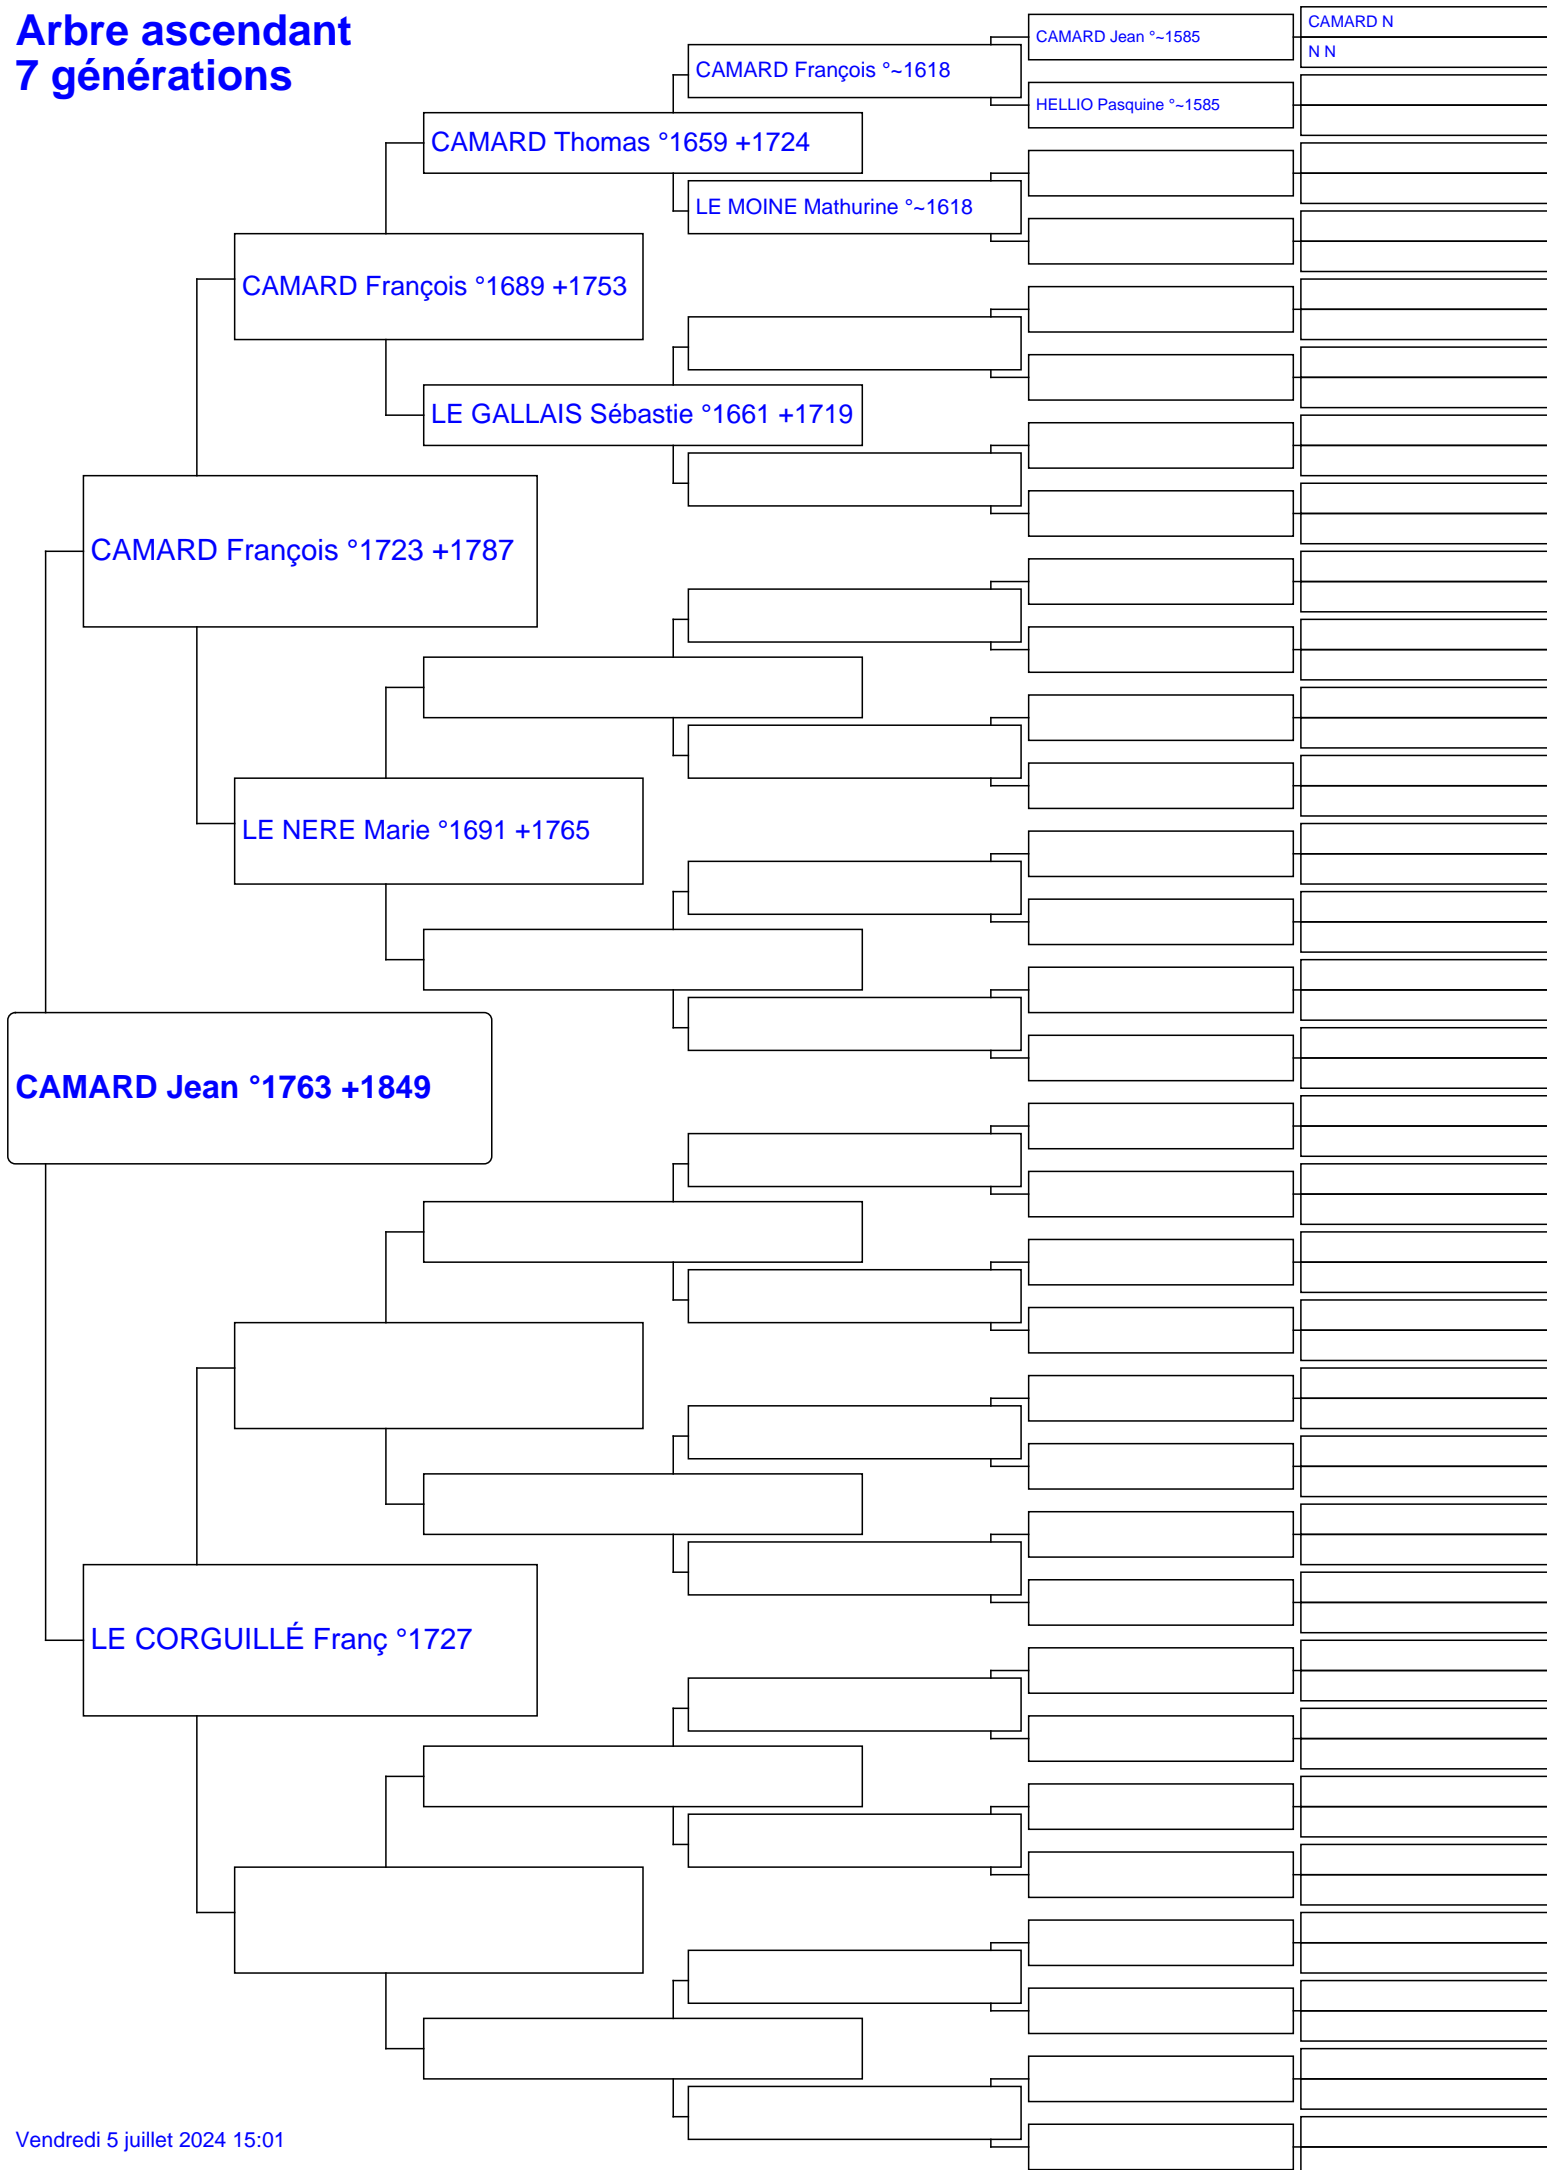 Arbre ascendant
7 générations
CAMARD N
N N
CAMARD Jean °~1585
HELLIO Pasquine °~1585
CAMARD François °~1618
LE MOINE Mathurine °~1618
CAMARD Thomas °1659 +1724
LE GALLAIS Sébastie °1661 +1719
CAMARD François °1689 +1753
LE NERE Marie °1691 +1765
CAMARD François °1723 +1787
CAMARD Jean °1763 +1849
LE CORGUILLÉ Franç °1727
Vendredi 5 juillet 2024 15:01